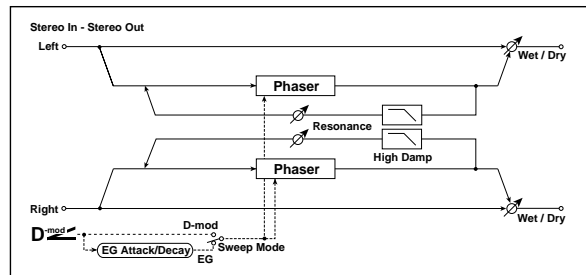 Stereo In - Stereo Out
Left
Wet / Dry
Phaser
Resonance
High Damp
Phaser
Right
Wet / Dry
D-mod
D-mod
EG Attack/Decay
EG
Sweep Mode